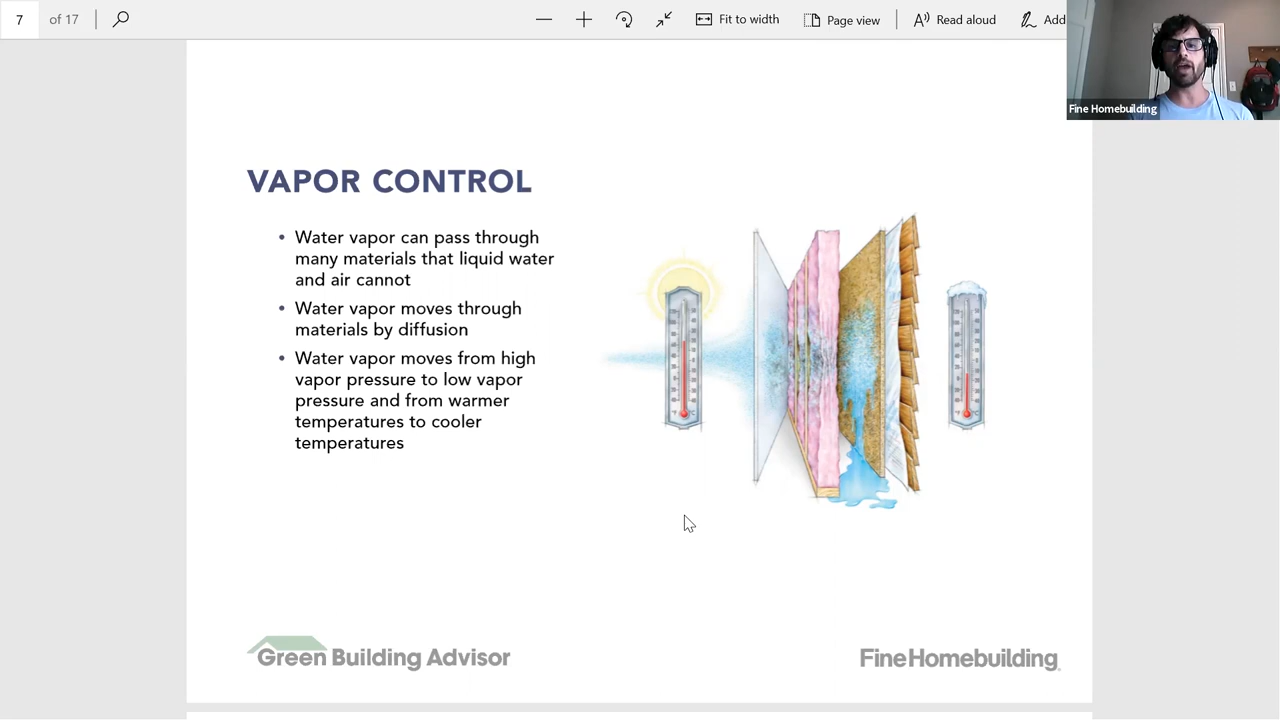 7 of 17
Fit to width
Page view
Read aloud
Add
Fine Homebuilding
VAPOR CONTROL
• Water vapor can pass through
many materials that liquid water
and air cannot
• Water vapor moves through
materials by diffusion
• Water vapor moves from high
vapor pressure to low vapor
pressure and from warmer
temperatures to cooler
temperatures
Green Building Advisor
FineHomebuilding